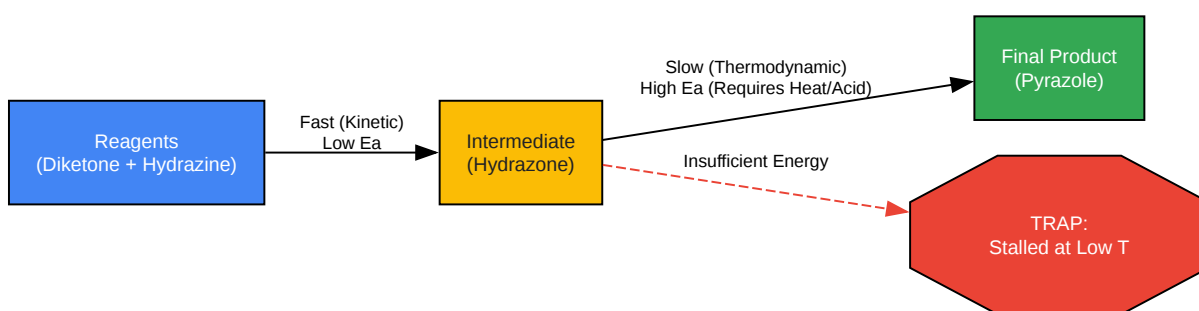 Reagents
(Diketone + Hydrazine)
Fast (Kinetic)
Low Ea
Intermediate
(Hydrazone)
Slow (Thermodynamic)
High Ea (Requires Heat/Acid)
Final Product
(Pyrazole)
Insufficient Energy
TRAP:
Stalled at Low T